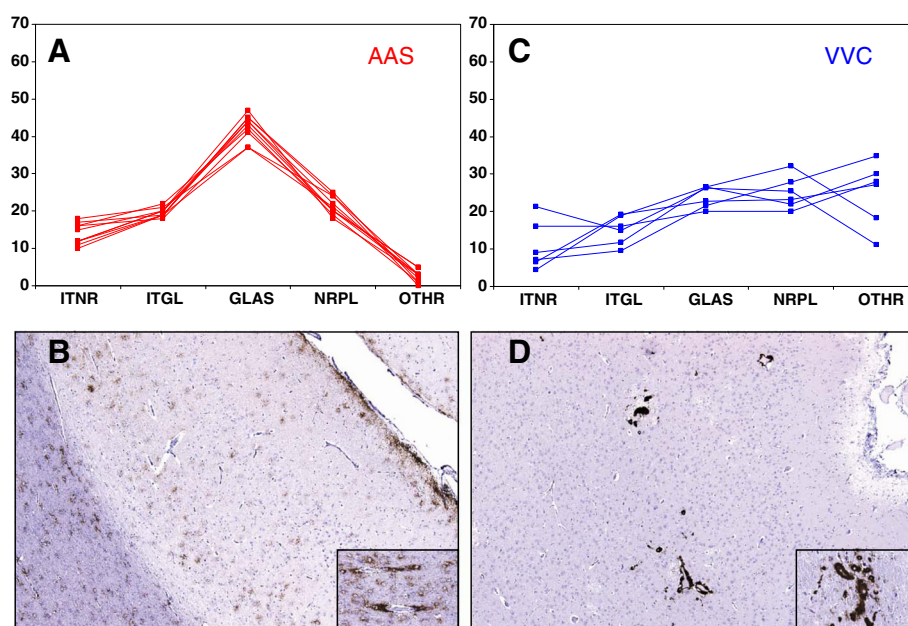 A
AAS
70
60
50
40
30
20
10
0
ITNR ITGL GLAS NRPL OTHR
C
VVC
70
60
50
40
30
20
10
0
ITNR ITGL GLAS NRPL OTHR
B
D